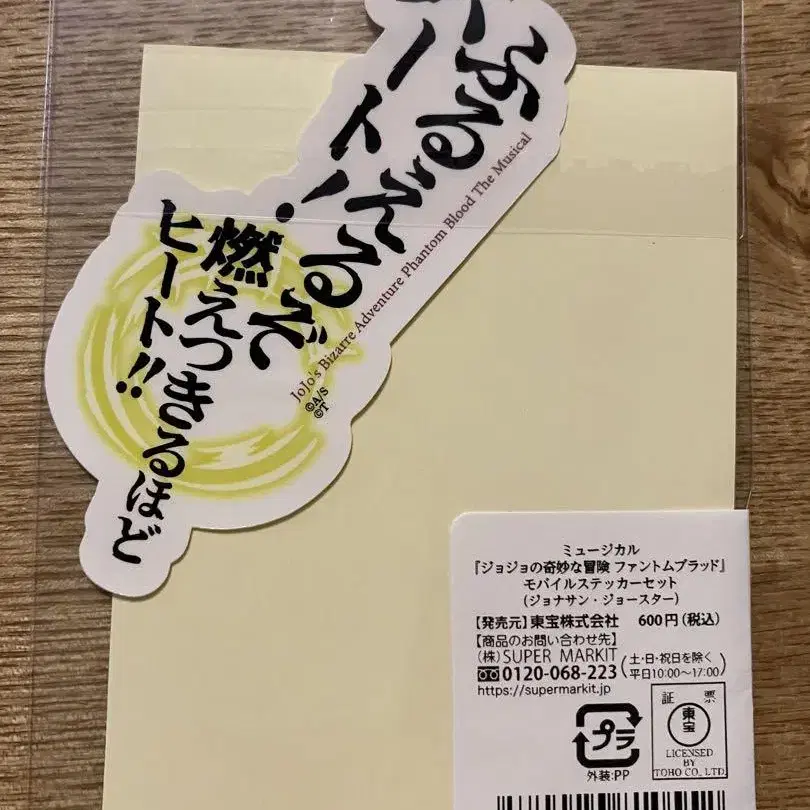 ふるえるぞ
ート!
燃えつきるほど
ヒート!!
JoJo's Bizarre Adventure Phantom Blood The Musical
©A/S
©T
ミュージカル
『ジョジョの奇妙な冒険 ファントムブラッド』
モバイルステッカーセット
(ジョナサン・ジョースター)
【発売元】東宝株式会社 600円(税込)
【商品のお問い合わせ先】
(株)SUPER MARKIT (土・日・祝日を除く
0120-068-223 平日10:00〜17:00)
https://supermarkit.jp
プラ
外装:PP
証 票
東宝
LICENSED
BY
TOHO CO., LTD.